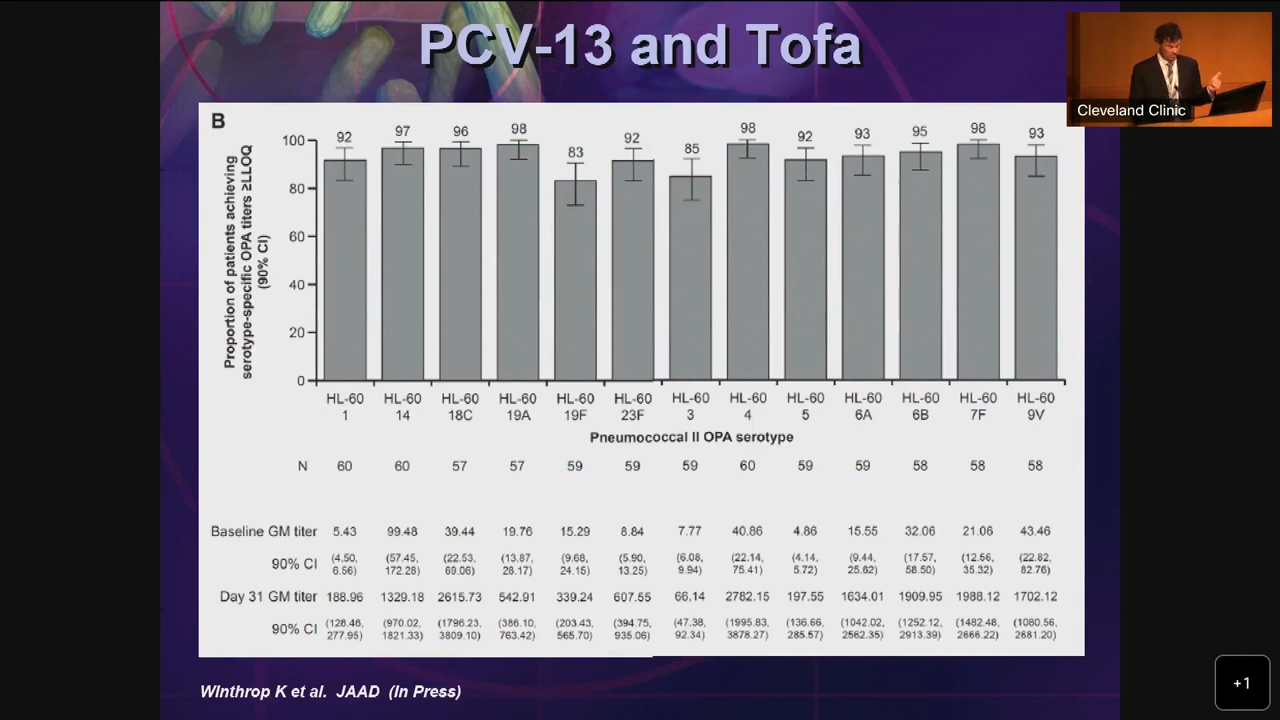 PCV-13 and Tofa
Cleveland Clinic
B
Proportion of patients achieving
serotype-specific OPA titers ≥LLOQ
(90% CI)
100
80
60
40
20
0
92 97 96 98 83 92 85 98 92 93 95 98 93
HL-60 HL-60 HL-60 HL-60 HL-60 HL-60 HL-60 HL-60 HL-60 HL-60 HL-60 HL-60 HL-60
1 14 18C 19A 19F 23F 3 4 5 6A 6B 7F 9V
Pneumococcal II OPA serotype
N 60 60 57 57 59 59 59 60 59 59 58 58 58
Baseline GM titer 5.43 99.48 39.44 19.76 15.29 8.84 7.77 40.86 4.86 15.55 32.06 21.06 43.46
90% CI (4.50, (57.45, (22.53, (13.87, (9.68, (5.90, (6.08, (22.14, (4.14, (9.44, (17.57, (12.56, (22.82,
6.56) 172.28) 69.06) 28.17) 24.15) 13.25) 9.94) 75.41) 5.72) 25.62) 58.50) 35.32) 82.76)
Day 31 GM titer 188.96 1329.18 2615.73 542.91 339.24 607.55 66.14 2782.15 197.55 1634.01 1909.95 1988.12 1702.12
90% CI (128.46, (970.02, (1796.23, (386.10, (203.43, (394.75, (47.38, (1995.83, (136.66, (1042.02, (1252.12, (1482.48, (1080.56,
277.95) 1821.33) 3809.10) 763.42) 565.70) 935.06) 92.34) 3878.27) 285.57) 2562.35) 2913.39) 2666.22) 2681.20)
Winthrop K et al. JAAD (In Press)
+1